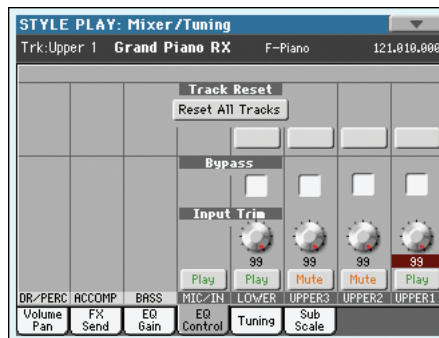 STYLE PLAY: Mixer/Tuning
Trk:Upper 1 Grand Piano RX F-Piano 121.010.000
Track Reset
Reset All Tracks
Bypass
Input Trim
99 99 99 99
Play Play Mute Mute Play
DR/PERC ACCOMP BASS MIC/IN LOWER UPPER3 UPPER2 UPPER1
Volume Pan FX Send EQ Gain EQ Control Tuning Sub Scale